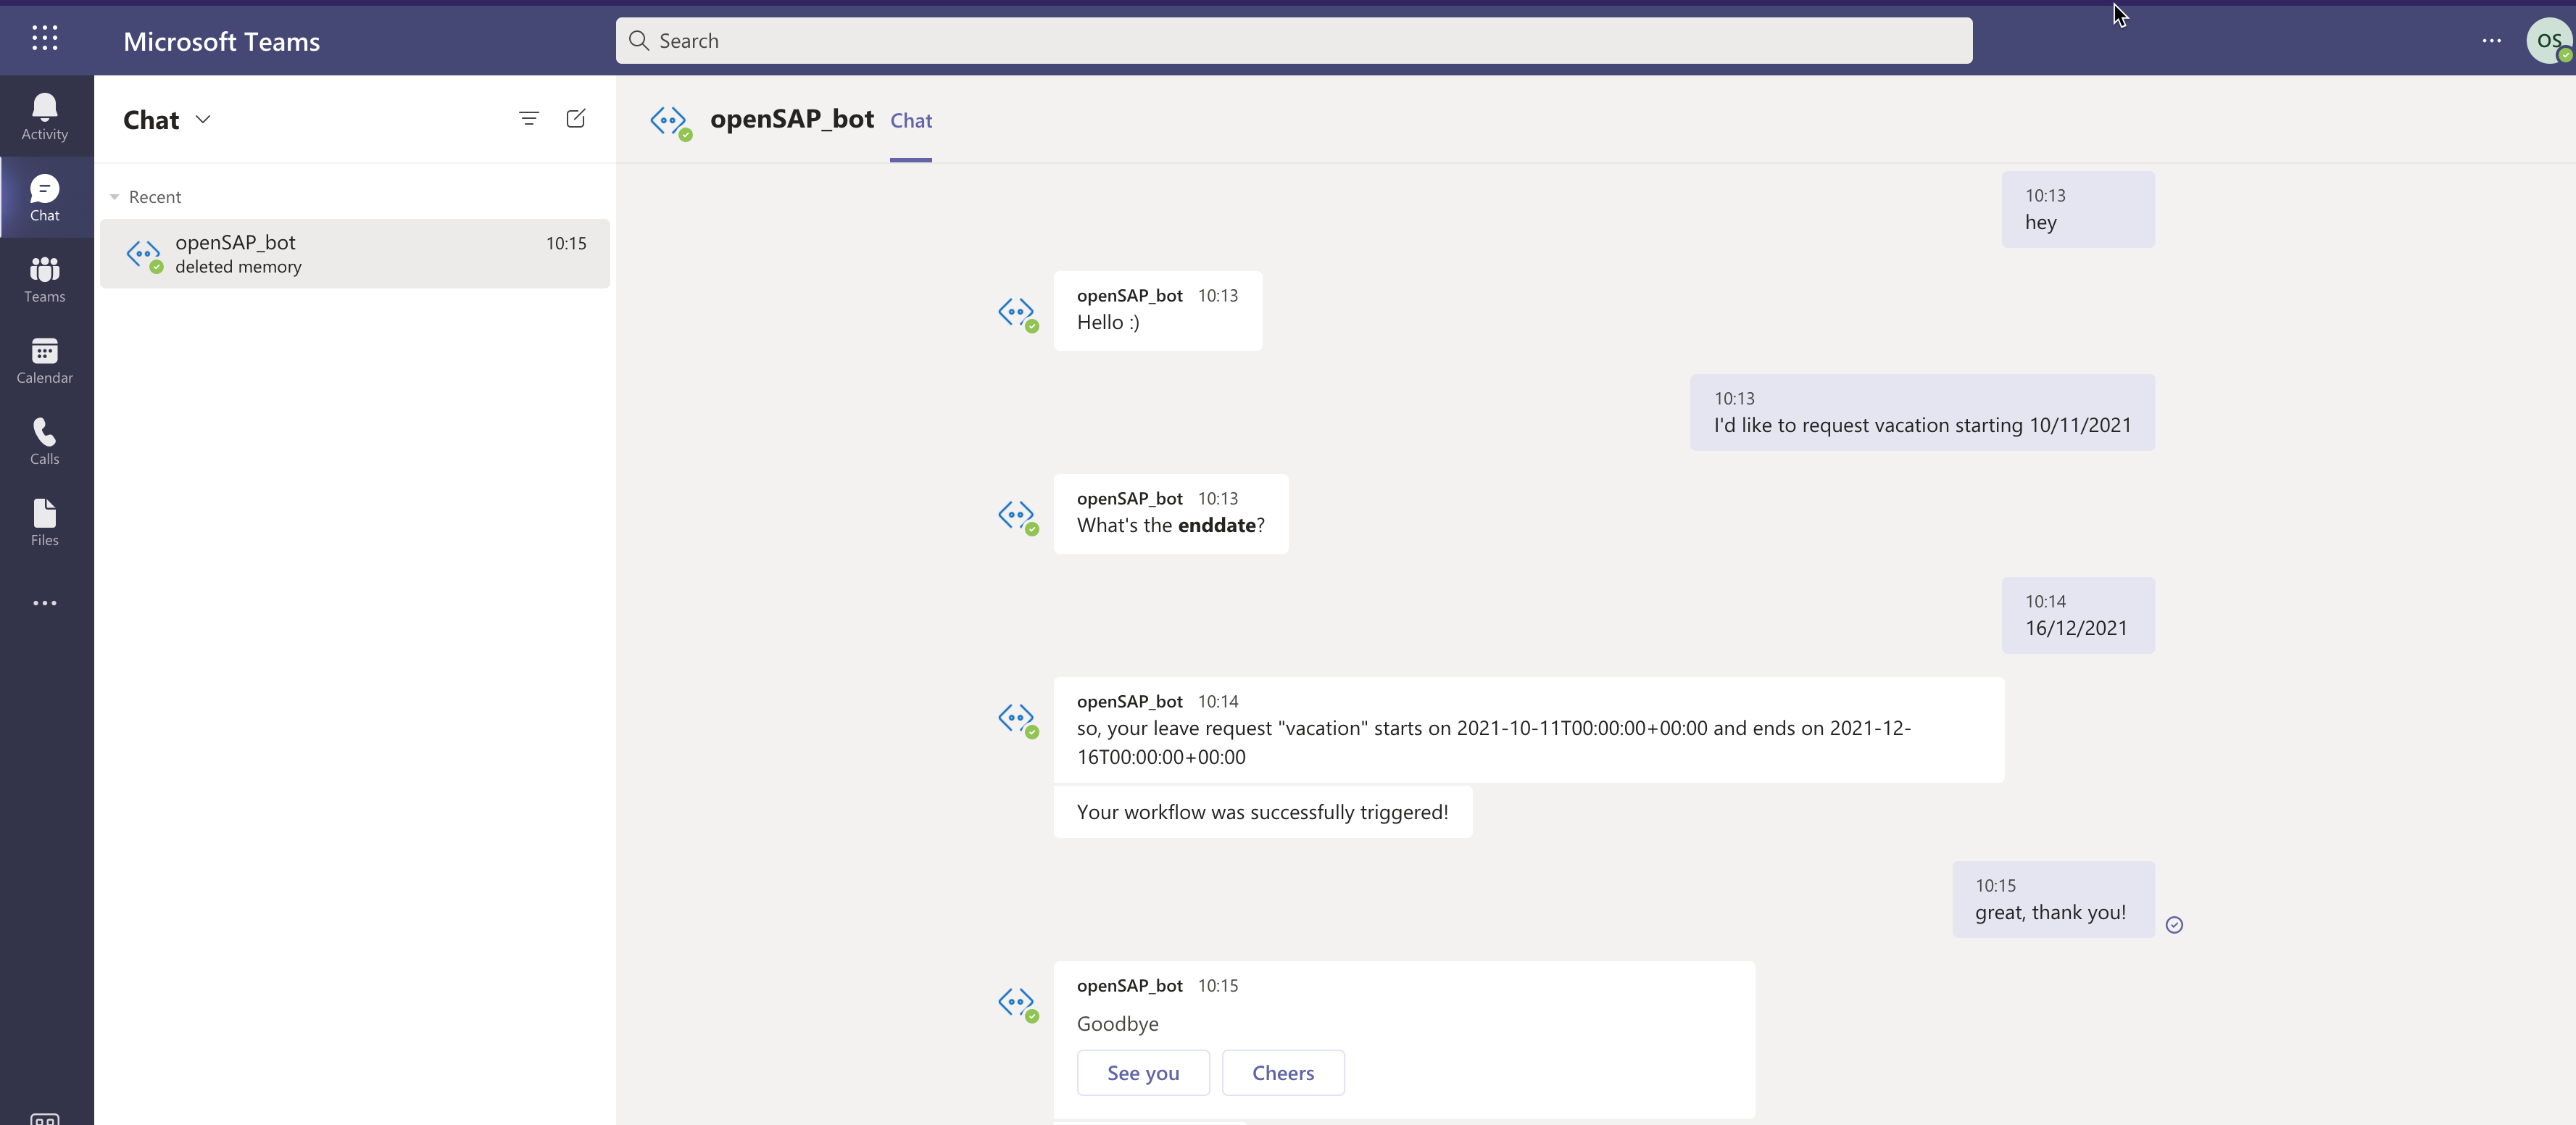 Microsoft Teams
Search
OS
Activity
Chat
Teams
Calendar
Calls
Files
Chat
Recent
openSAP_bot 10:15
deleted memory
openSAP_bot Chat
10:13
hey
openSAP_bot 10:13
Hello :)
10:13
I'd like to request vacation starting 10/11/2021
openSAP_bot 10:13
What's the enddate?
10:14
16/12/2021
openSAP_bot 10:14
so, your leave request "vacation" starts on 2021-10-11T00:00:00+00:00 and ends on 2021-12-
16T00:00:00+00:00
Your workflow was successfully triggered!
10:15
great, thank you!
openSAP_bot 10:15
Goodbye
See you Cheers